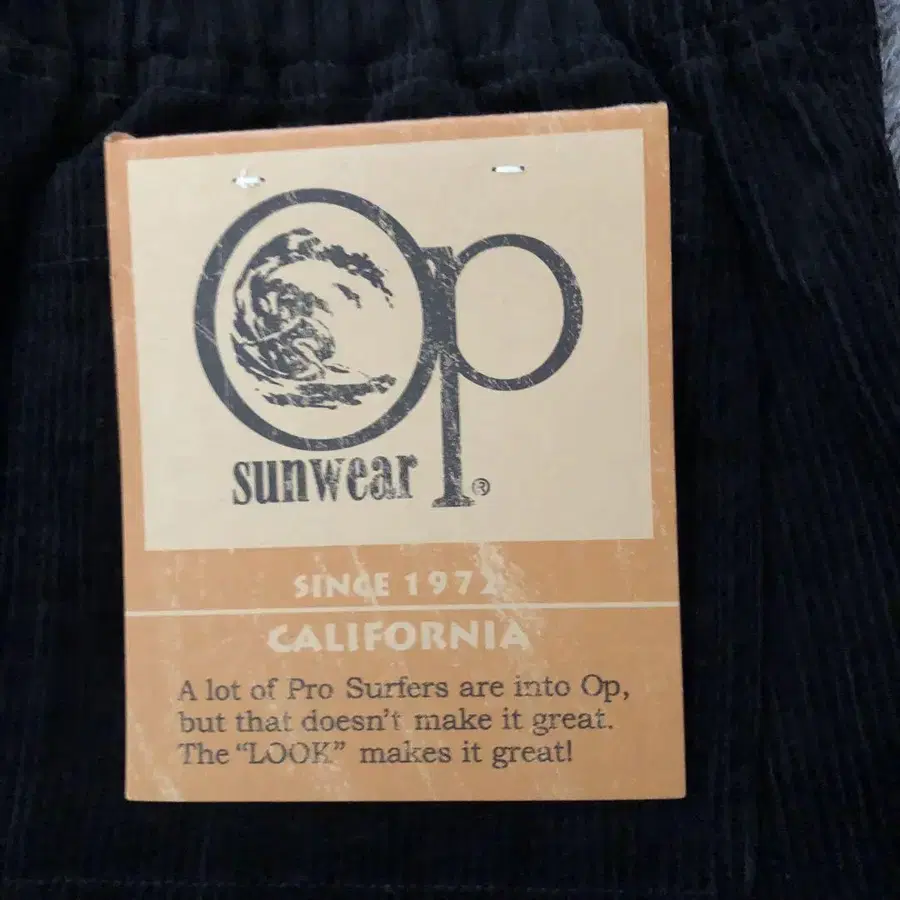 Op
sunwear ®
SINCE 1972
CALIFORNIA
A lot of Pro Surfers are into Op,
but that doesn't make it great.
The "LOOK" makes it great!